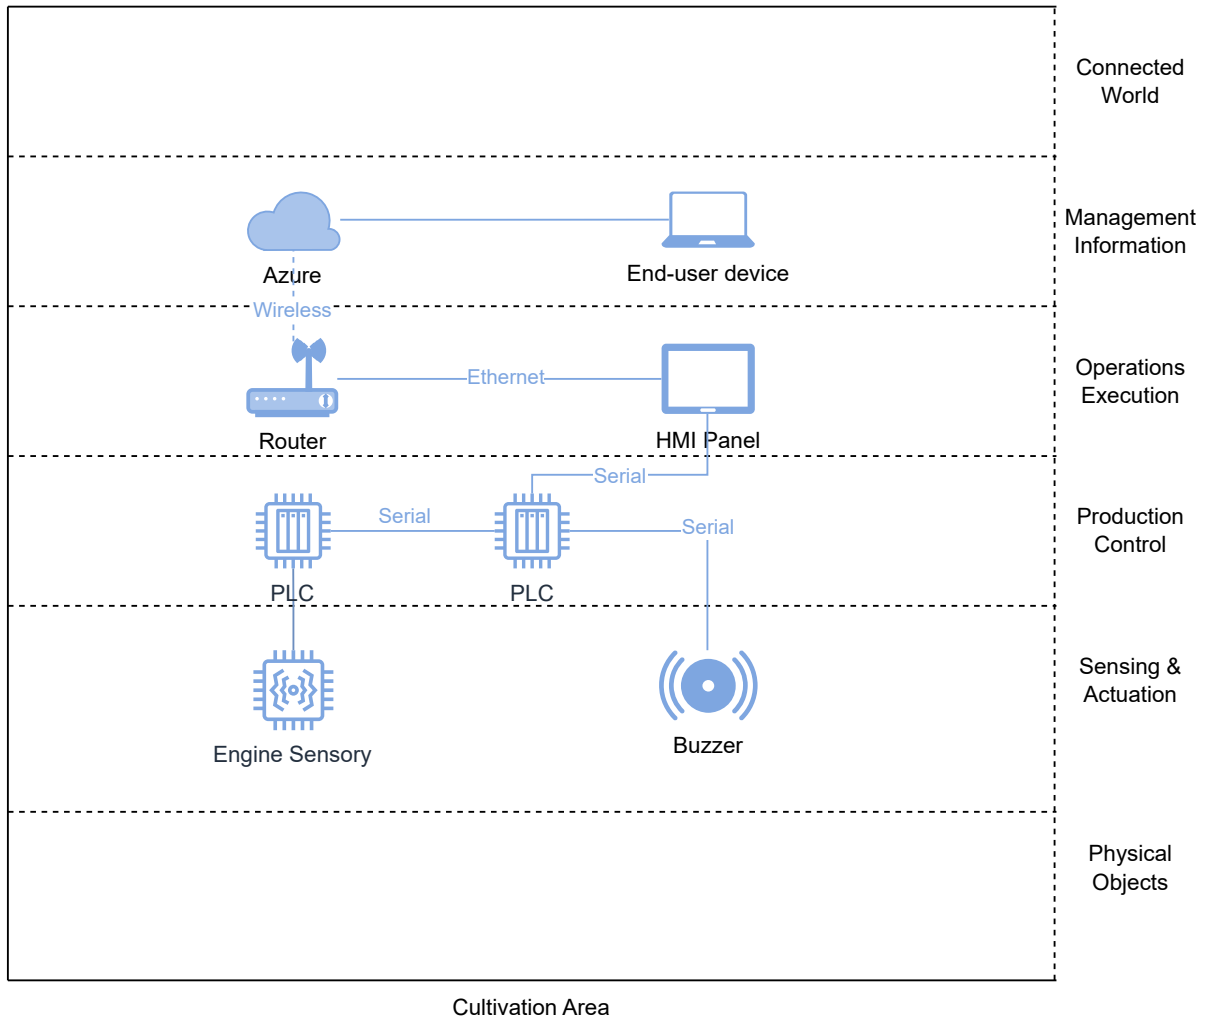 Connected
World
Azure
End-user device
Management
Information
Wireless
Ethernet
Router
HMI Panel
Operations
Execution
Serial
Serial
Serial
PLC
PLC
Production
Control
Engine Sensory
Buzzer
Sensing &
Actuation
Physical
Objects
Cultivation Area